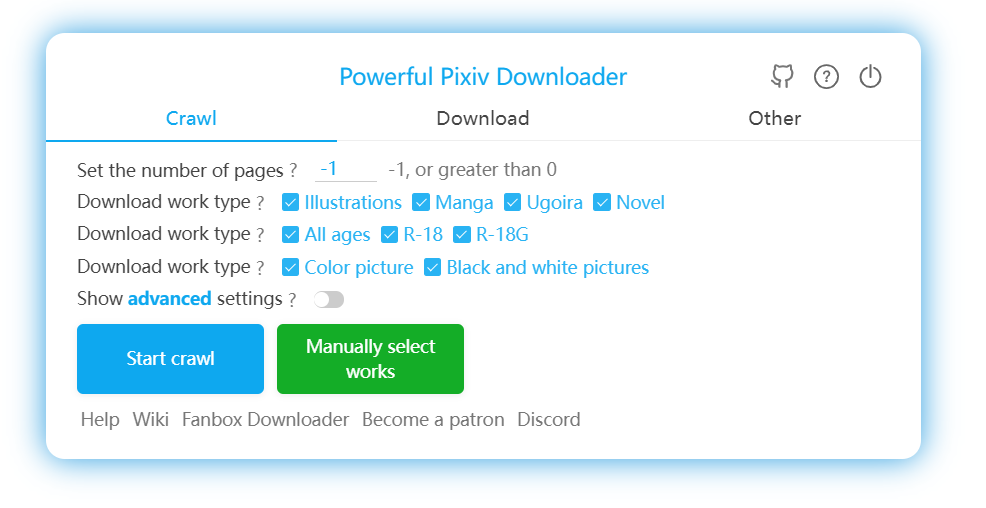 Powerful Pixiv Downloader
Crawl Download Other
Set the number of pages ? -1 -1, or greater than 0
Download work type ? Illustrations Manga Ugoira Novel
Download work type ? All ages R-18 R-18G
Download work type ? Color picture Black and white pictures
Show advanced settings ?
Start crawl
Manually select
works
Help Wiki Fanbox Downloader Become a patron Discord